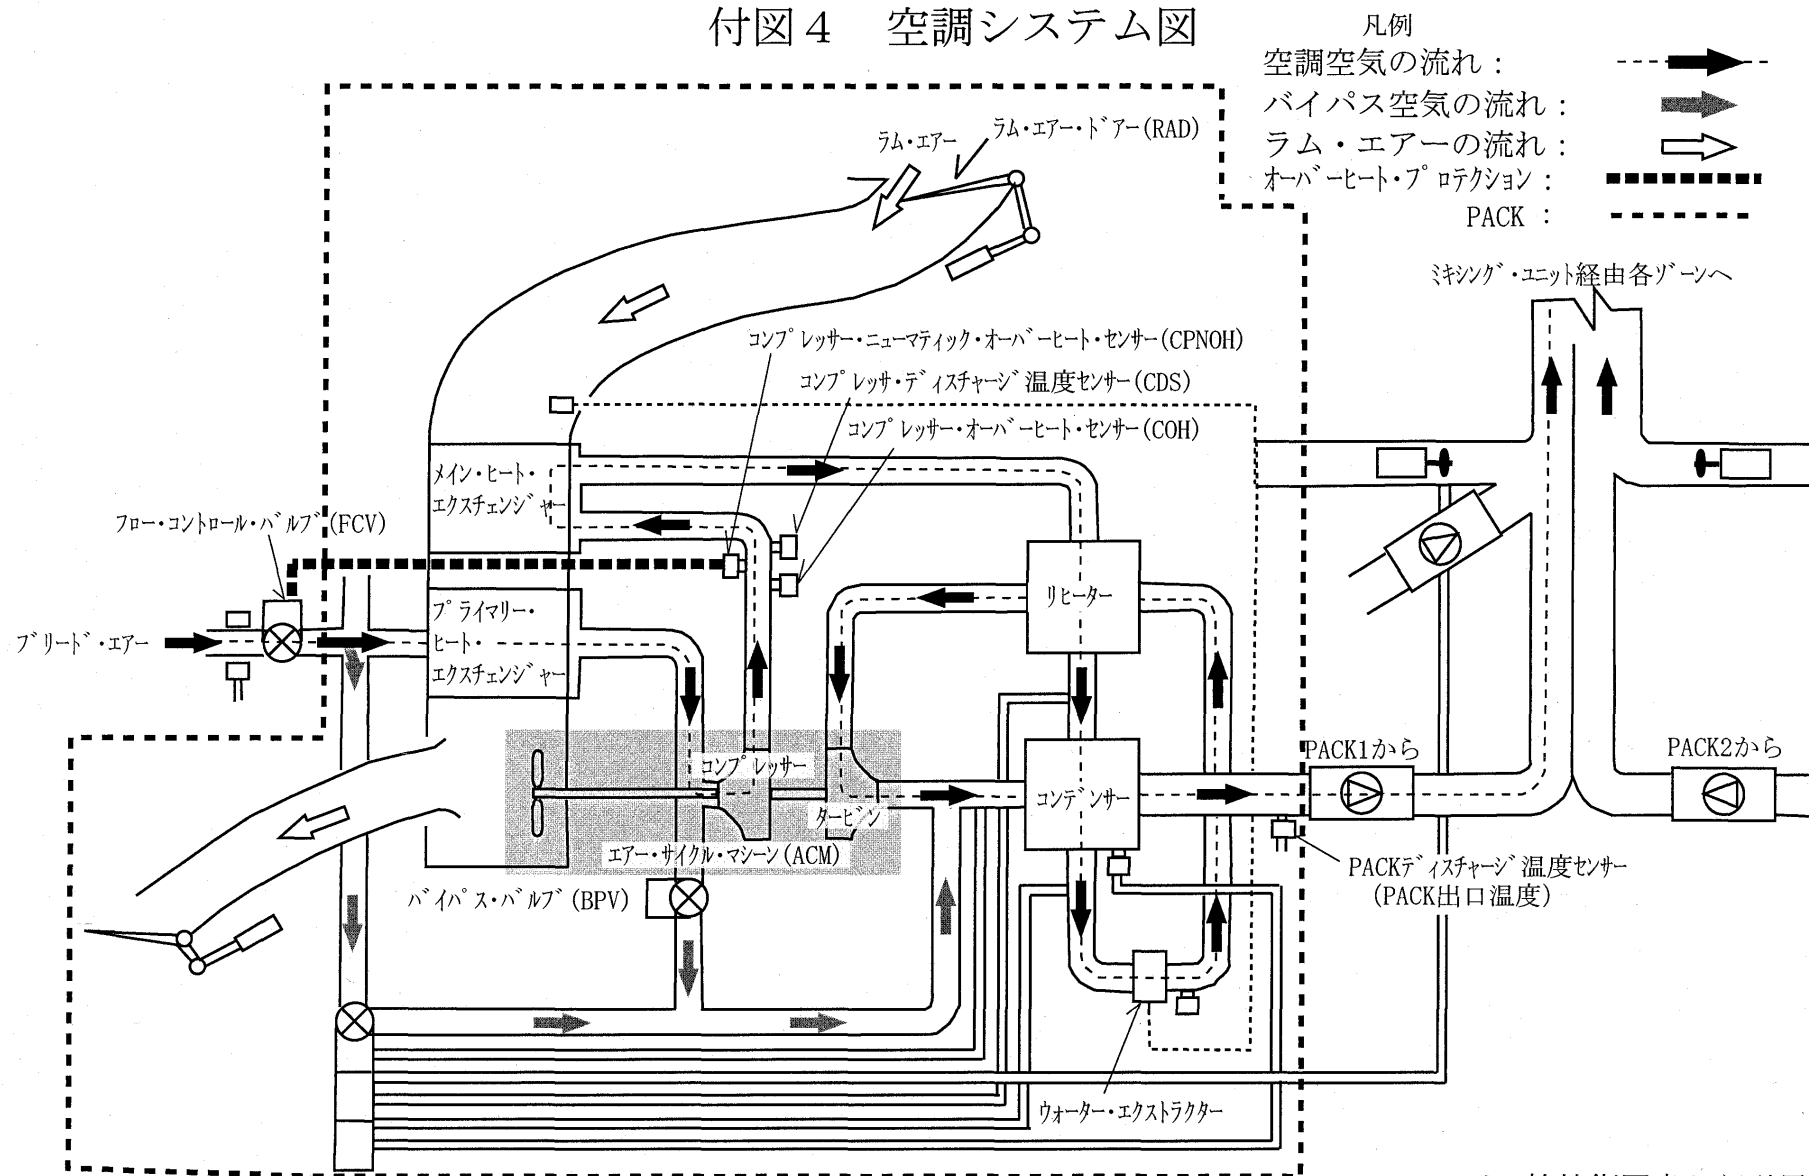 付図４　空調システム図
凡例
空調空気の流れ：
バイパス空気の流れ：
ラム・エアーの流れ：
ｵｰﾊﾞｰﾋｰﾄ・ﾌﾟﾛﾃｸｼｮﾝ：
PACK：
ﾗﾑ・ｴｱｰ
ﾗﾑ・ｴｱｰ・ﾄﾞｱｰ(RAD)
ﾐｷｼﾝｸﾞ・ﾕﾆｯﾄ経由各ｿﾞｰﾝへ
ｺﾝﾌﾟﾚｯｻｰ・ﾆｭｰﾏﾃｨｯｸ・ｵｰﾊﾞｰﾋｰﾄ・ｾﾝｻｰ(CPNOH)
ｺﾝﾌﾟﾚｯｻ・ﾃﾞｨｽﾁｬｰｼﾞ温度ｾﾝｻｰ(CDS)
ｺﾝﾌﾟﾚｯｻｰ・ｵｰﾊﾞｰﾋｰﾄ・ｾﾝｻｰ(COH)
ﾒｲﾝ・ﾋｰﾄ・
ｴｸｽﾁｪﾝｼﾞｬｰ
ﾌﾛｰ・ｺﾝﾄﾛｰﾙ・ﾊﾞﾙﾌﾞ(FCV)
ﾌﾟﾗｲﾏﾘｰ・
ﾋｰﾄ・
ｴｸｽﾁｪﾝｼﾞｬｰ
ﾌﾞﾘｰﾄﾞ・ｴｱｰ
ﾘﾋｰﾀｰ
ｺﾝﾌﾟﾚｯｻｰ
ﾀｰﾋﾞﾝ
ｺﾝﾃﾞﾝｻｰ
PACK1から
PACK2から
ｴｱｰ・ｻｲｸﾙ・ﾏｼｰﾝ(ACM)
ﾊﾞｲﾊﾟｽ・ﾊﾞﾙﾌﾞ(BPV)
PACKﾃﾞｨｽﾁｬｰｼﾞ温度ｾﾝｻｰ
(PACK出口温度)
ｳｫｰﾀｰ・ｴｸｽﾄﾗｸﾀｰ